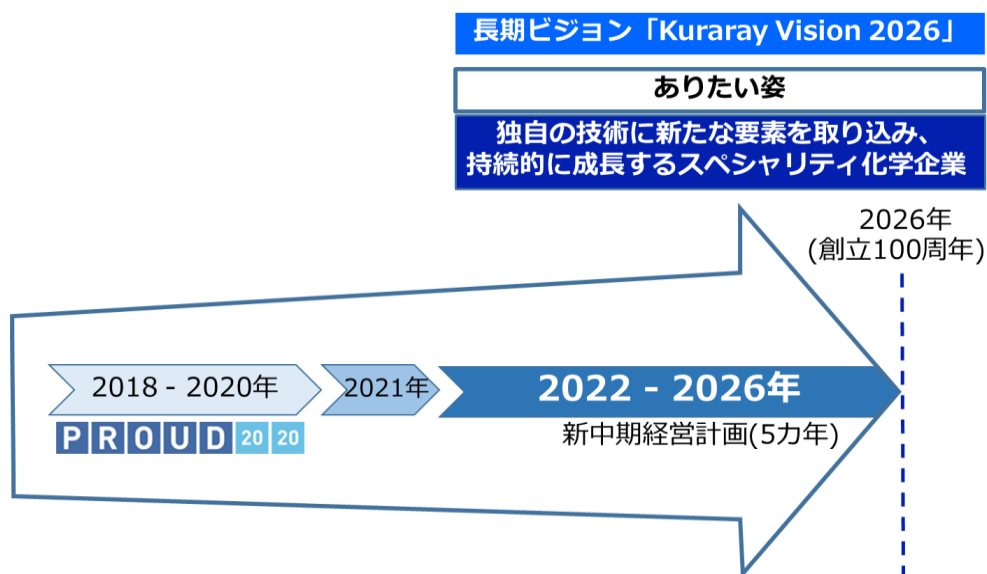 長期ビジョン「Kuraray Vision 2026」
ありたい姿
独自の技術に新たな要素を取り込み、
持続的に成長するスペシャリティ化学企業
2026年
(創立100周年)
2018 - 2020年
2021年
2022 - 2026年
PROUD 20 20
新中期経営計画(5カ年)